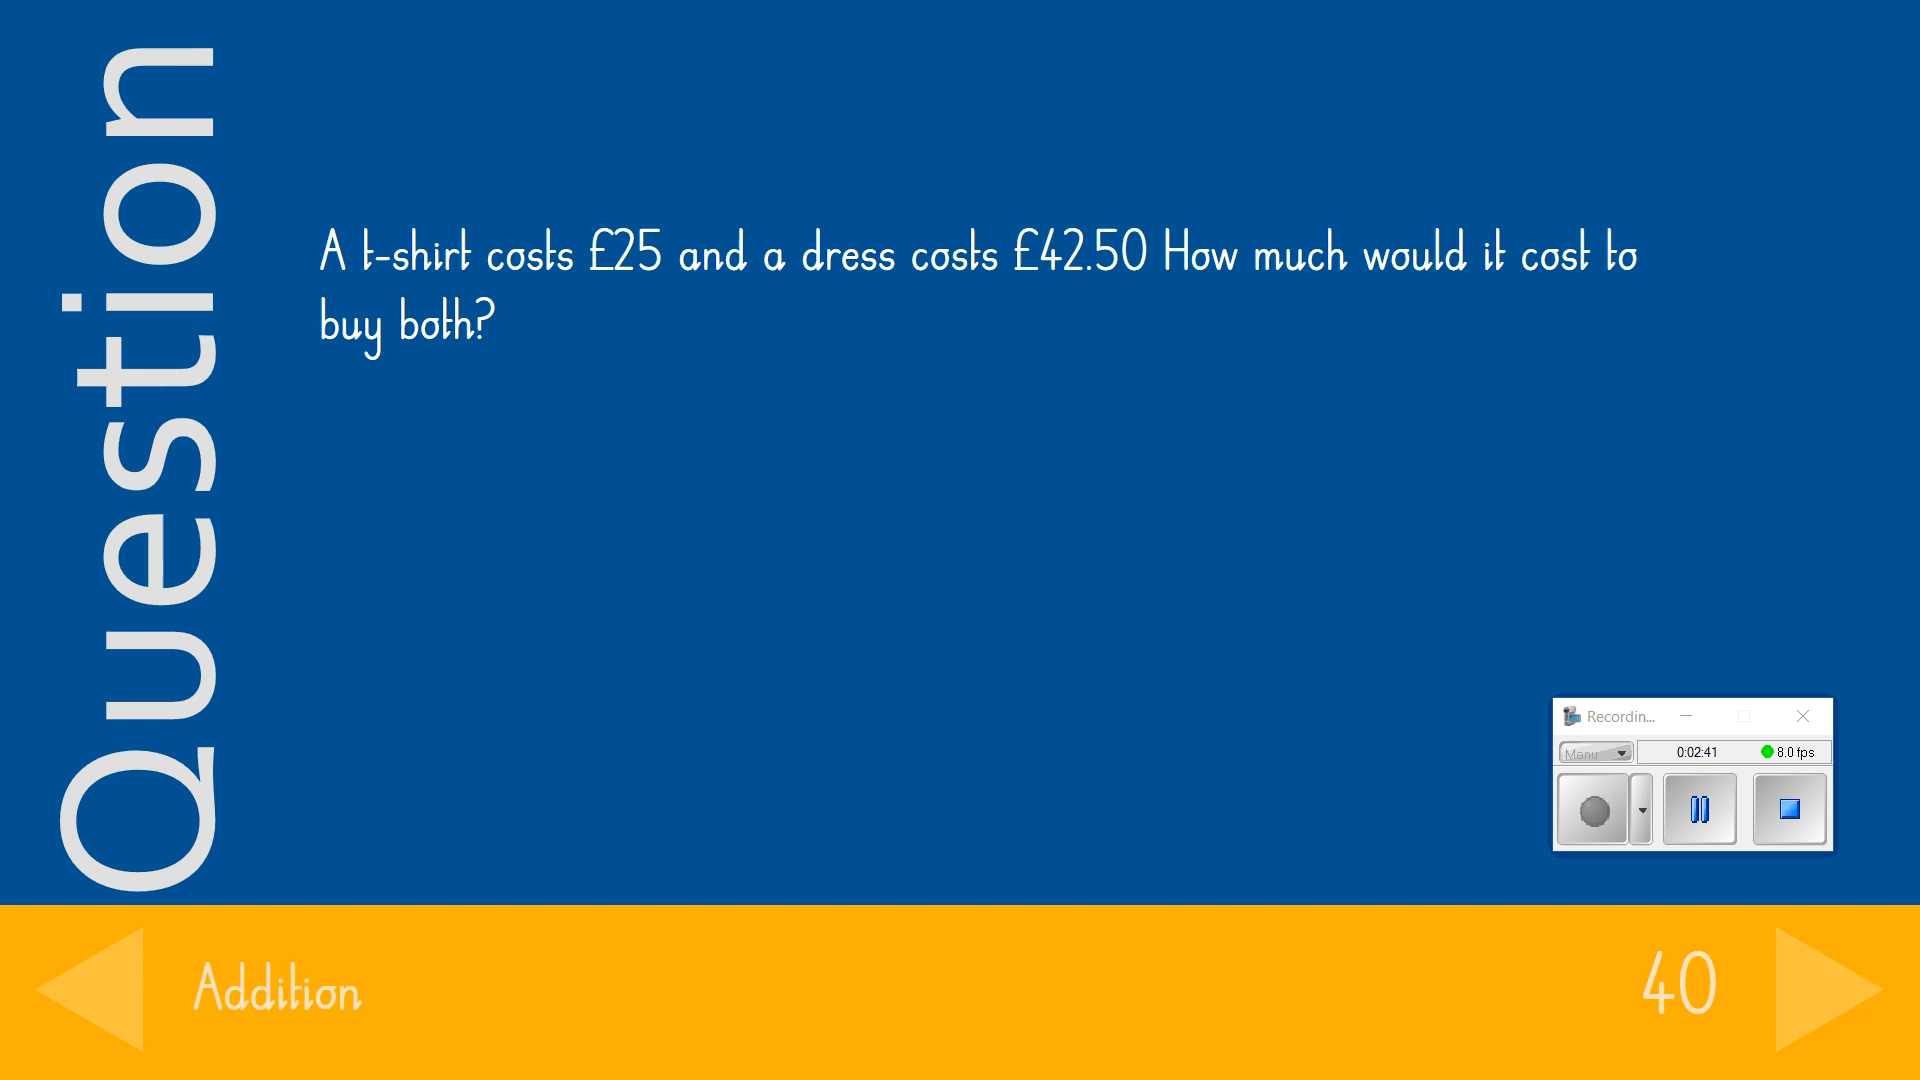 Question
A t-shirt costs £25 and a dress costs £42.50 How much would it cost to
buy both?
Recordin...
Menu
0:02:41
8.0 fps
Addition
40